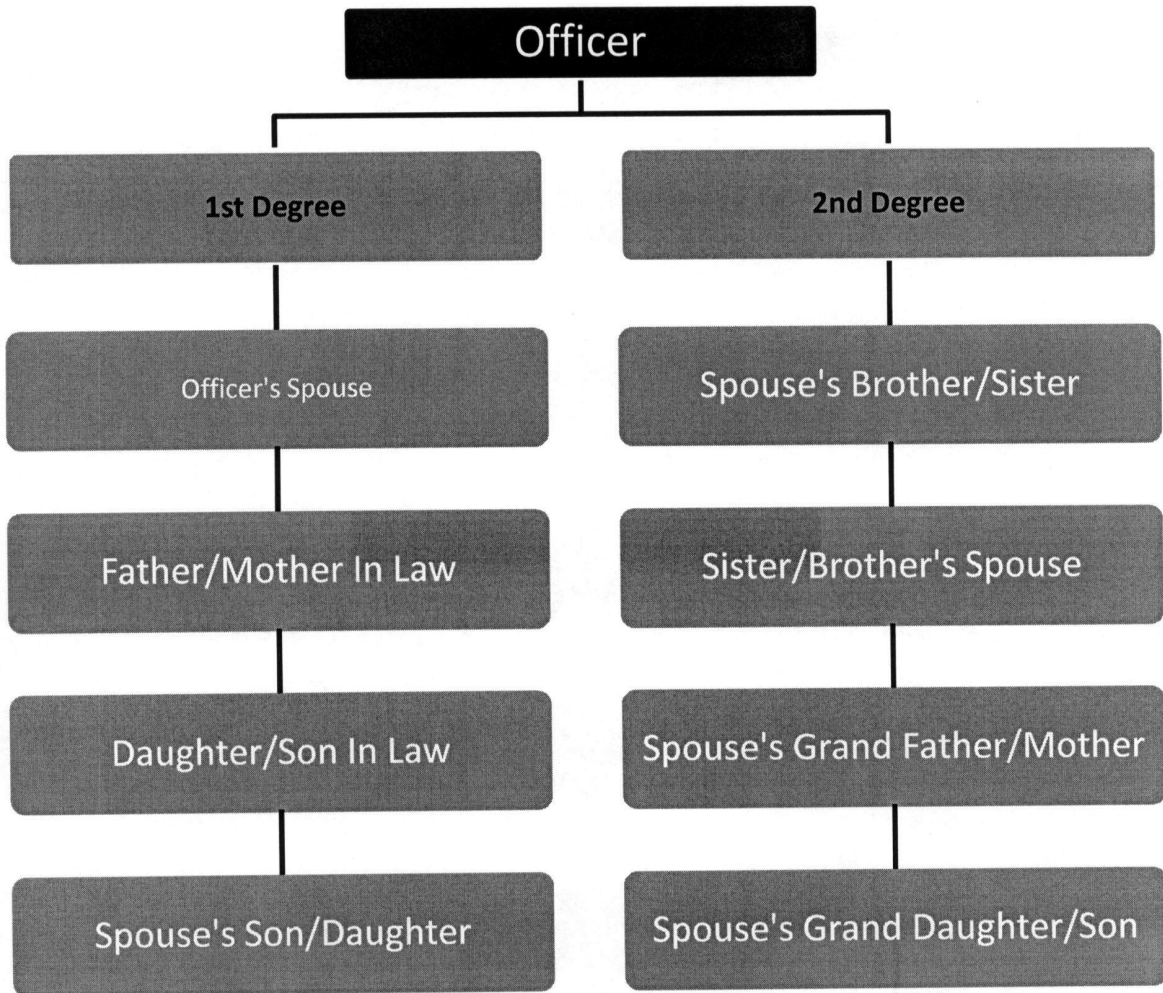 Officer
1st Degree
Officer's Spouse
Father/Mother In Law
Daughter/Son In Law
Spouse's Son/Daughter
2nd Degree
Spouse's Brother/Sister
Sister/Brother's Spouse
Spouse's Grand Father/Mother
Spouse's Grand Daughter/Son